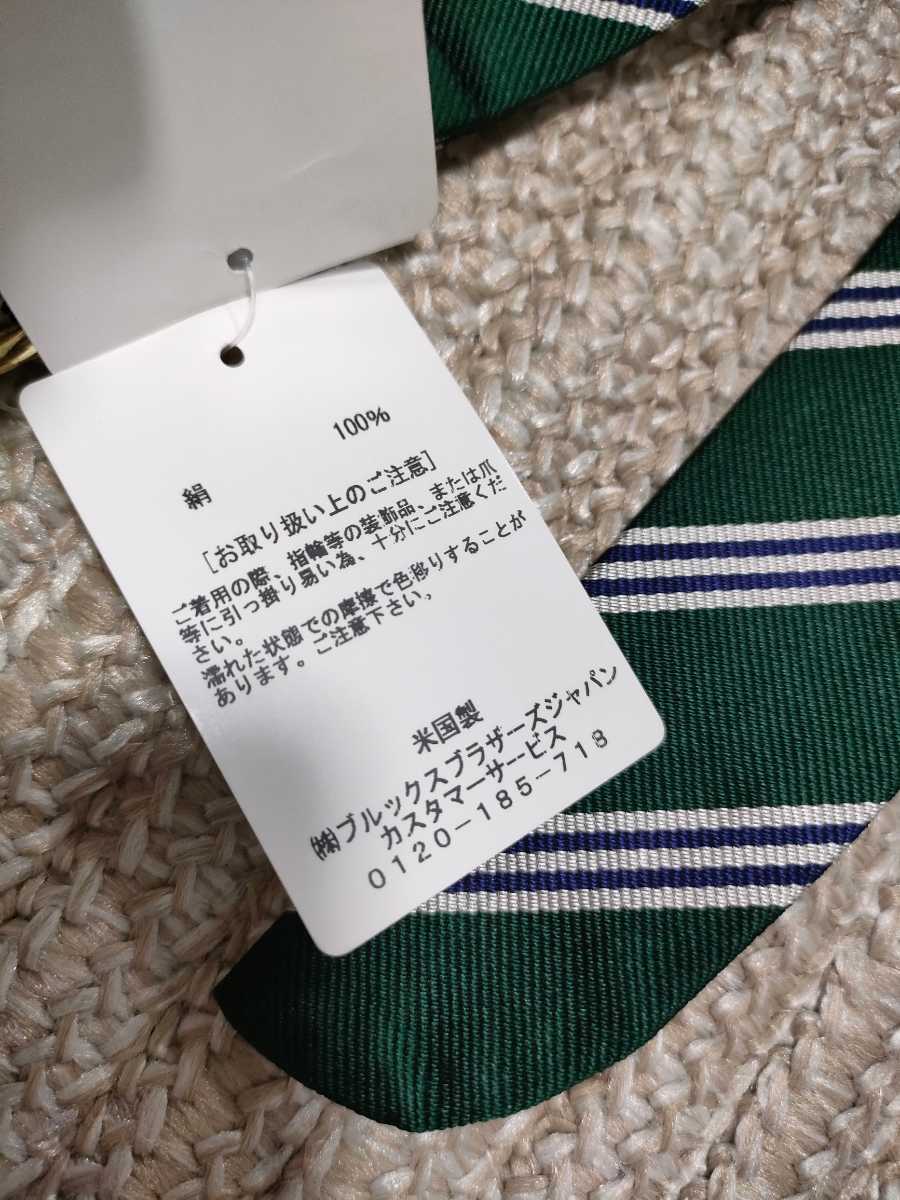 絹 100%
[お取り扱い上のご注意]
ご着用の際、指輪等の装飾品、または爪
等に引っ掛り易い為、十分にご注意くだ
さい。
濡れた状態での摩擦で色移りすることが
あります。ご注意下さい。
米国製
㈱ブルックスブラザーズジャパン
カスタマーサービス
0120-185-718